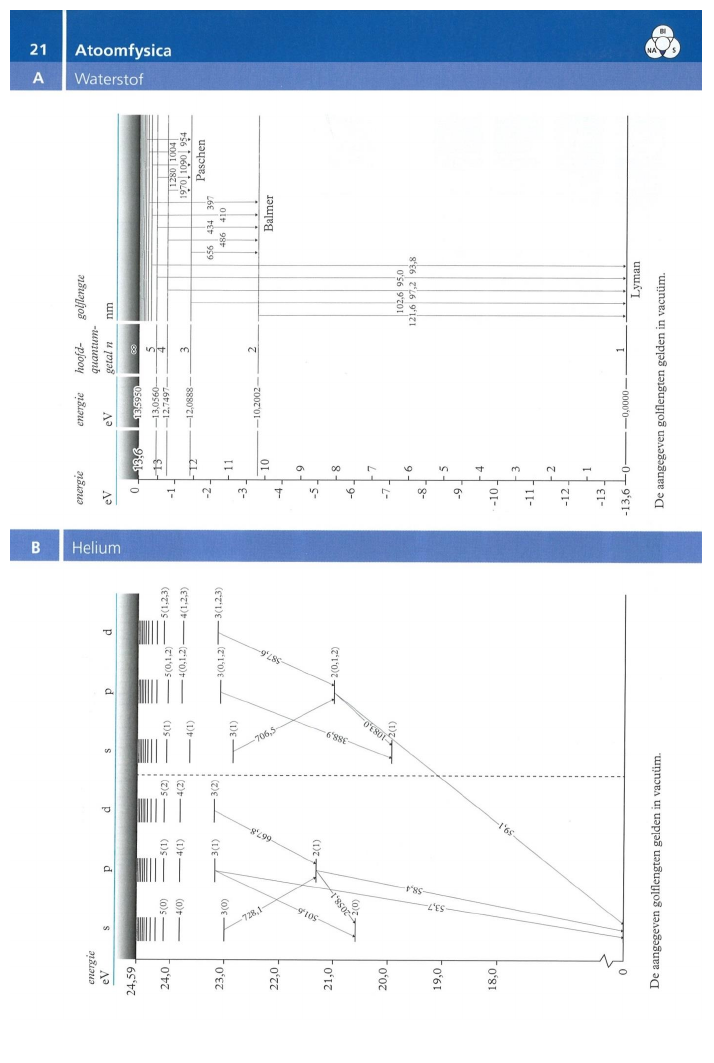 21 Atoomfysica
BI
NA S
A Waterstof
energie energie hoofd- golflengte
quantum-
eV eV getal n nm
0 13,6 13,5950 ∞
-1 13 13,0560 5
12,7497 4
-2 12 12,0888 3
-3 11
10 10,2002 2
-4
-5 9
-6 8
-7 7
-8 6
-9 5
-10 4
-11 3
-12 2
-13 1
-13,6 0 0,0000 1
1970 1280 1090 1004 954
Paschen
656 486 434 410 397
Balmer
121,6 102,6 97,2 95,0 93,8
Lyman
De aangegeven golflengten gelden in vacuüm.
B Helium
energie
eV s p d s p d
24,59
5(0) 5(1) 5(2) 5(1) 5(0,1,2) 5(1,2,3)
24,0 4(0) 4(1) 4(2) 4(1) 4(0,1,2) 4(1,2,3)
23,0 3(0) 3(1) 3(2) 3(1) 3(0,1,2) 3(1,2,3)
728,1 501,6 667,8 706,5 388,9 587,6
22,0
2(1) 2(0,1,2)
21,0 2058,1 1083,0
2(0) 2(1)
20,0
19,0
58,4 53,7 59,1
18,0
0
De aangegeven golflengten gelden in vacuüm.